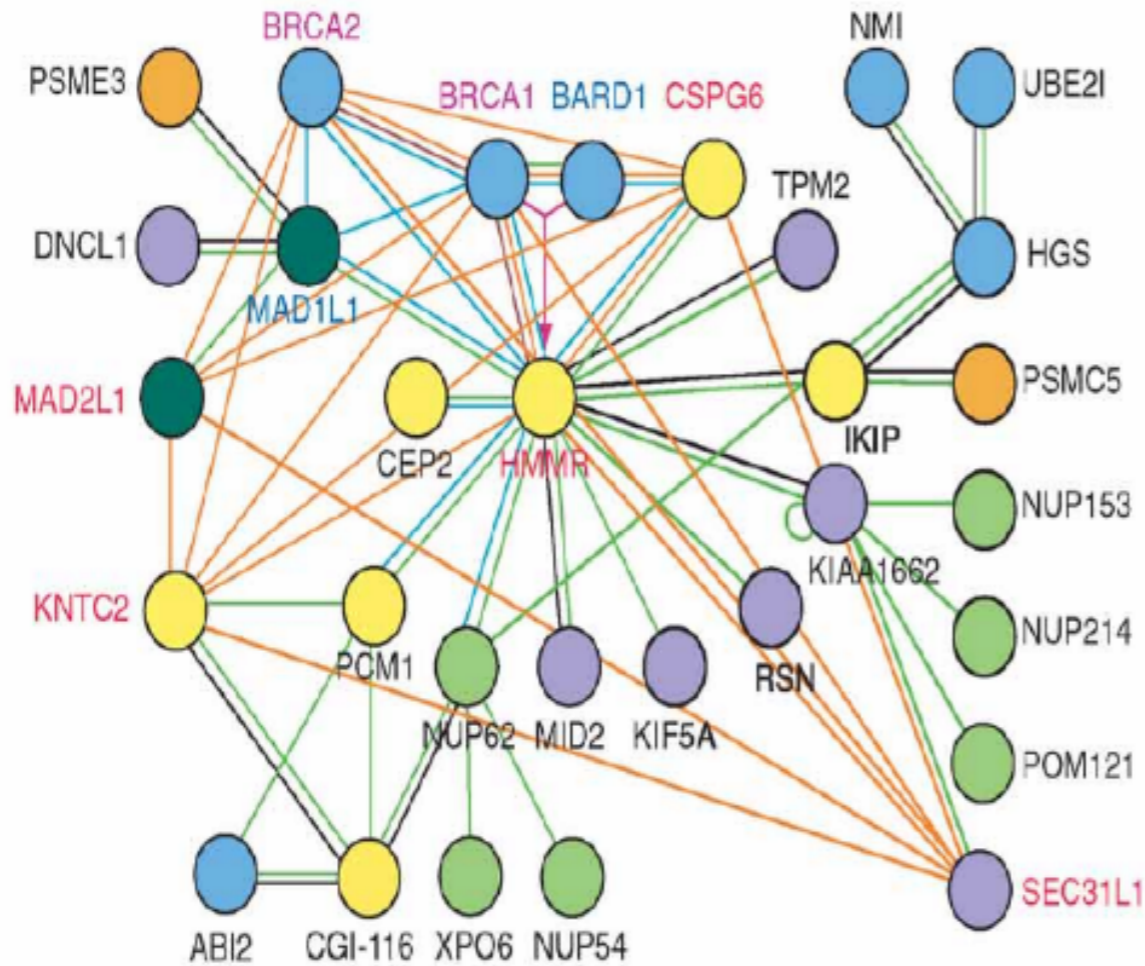 BRCA2
NMI
PSME3
UBE2I
BRCA1 BARD1 CSPG6
TPM2
DNCL1
HGS
MAD1L1
MAD2L1
PSMC5
IKIP
CEP2
HMMR
NUP153
KIAA1662
KNTC2
NUP214
PCM1
RSN
NUP62 MID2 KIF5A
POM121
SEC31L1
ABI2
CGI-116
XPO6
NUP54